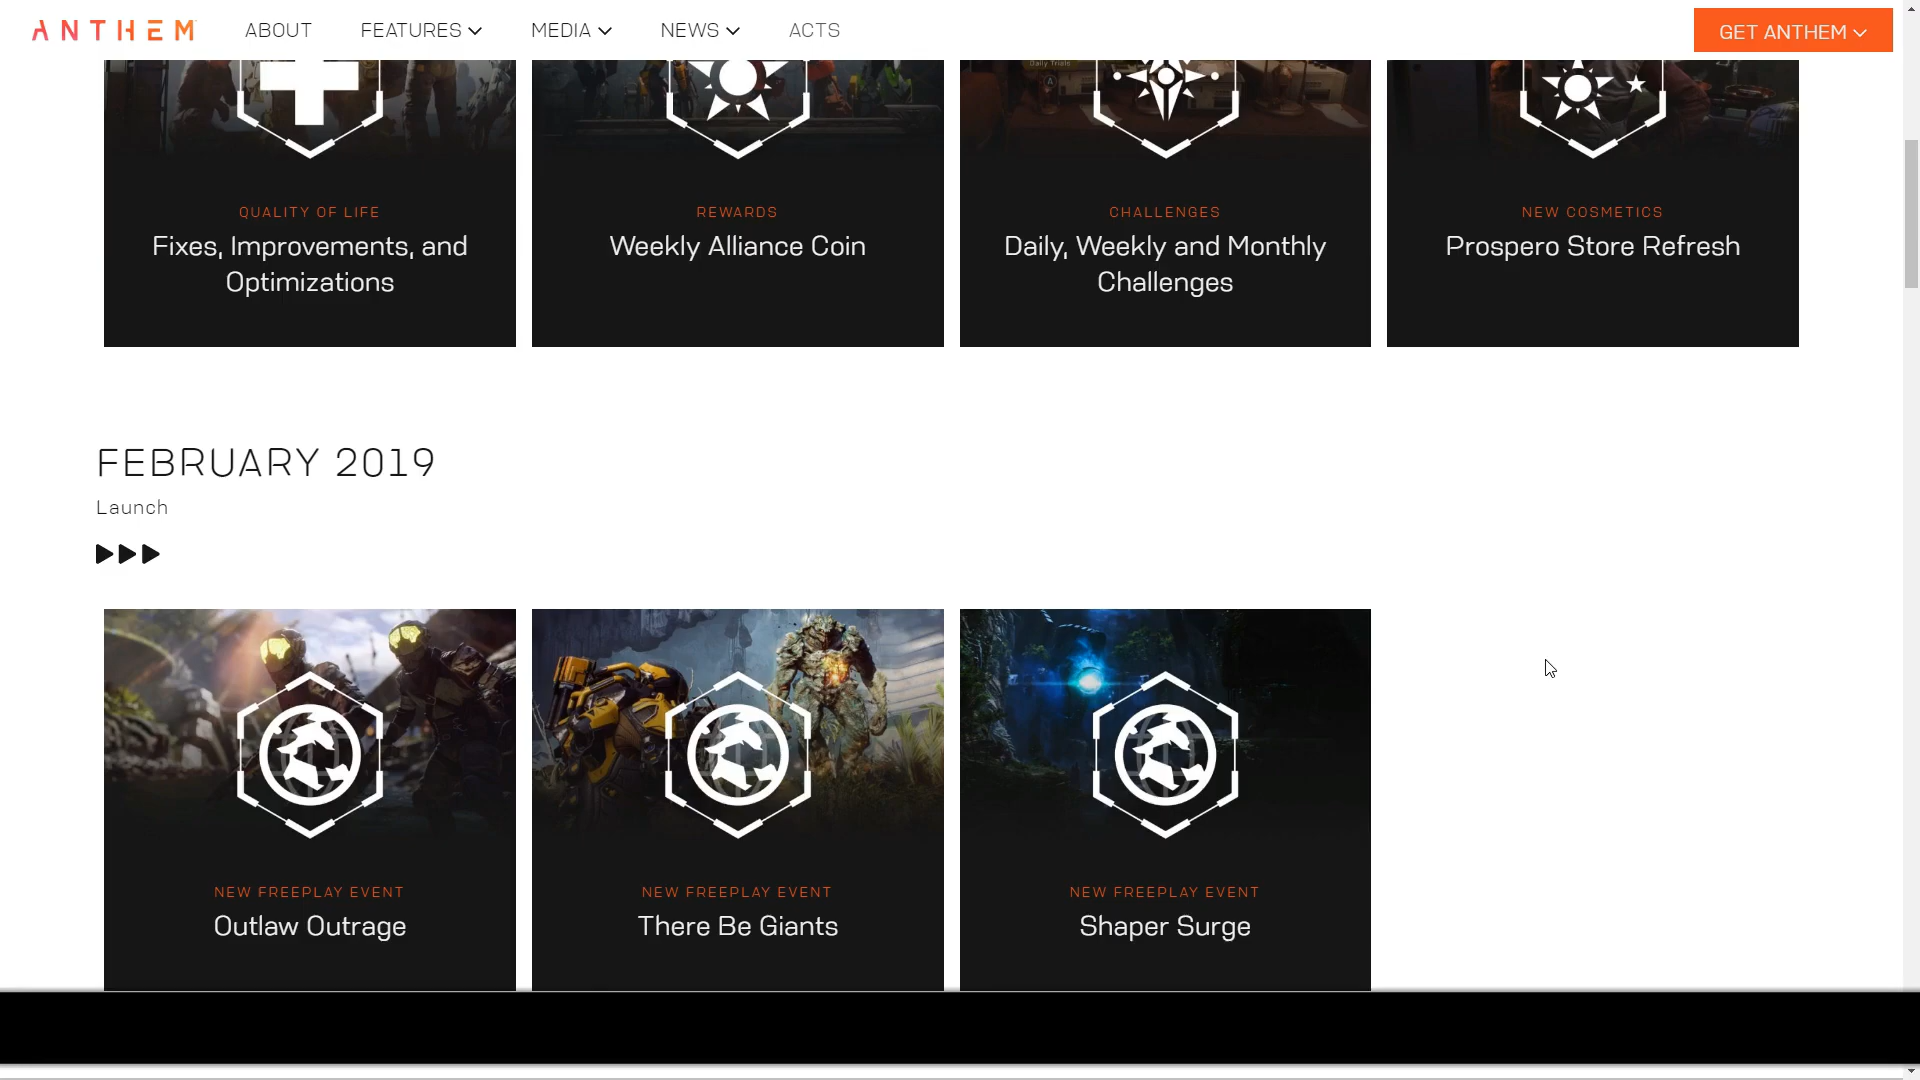 ANTHEM ABOUT FEATURES MEDIA NEWS ACTS GET ANTHEM
Daily Trials
QUALITY OF LIFE
Fixes, Improvements, and
Optimizations
REWARDS
Weekly Alliance Coin
CHALLENGES
Daily, Weekly and Monthly
Challenges
NEW COSMETICS
Prospero Store Refresh
FEBRUARY 2019
Launch
NEW FREEPLAY EVENT
Outlaw Outrage
NEW FREEPLAY EVENT
There Be Giants
NEW FREEPLAY EVENT
Shaper Surge